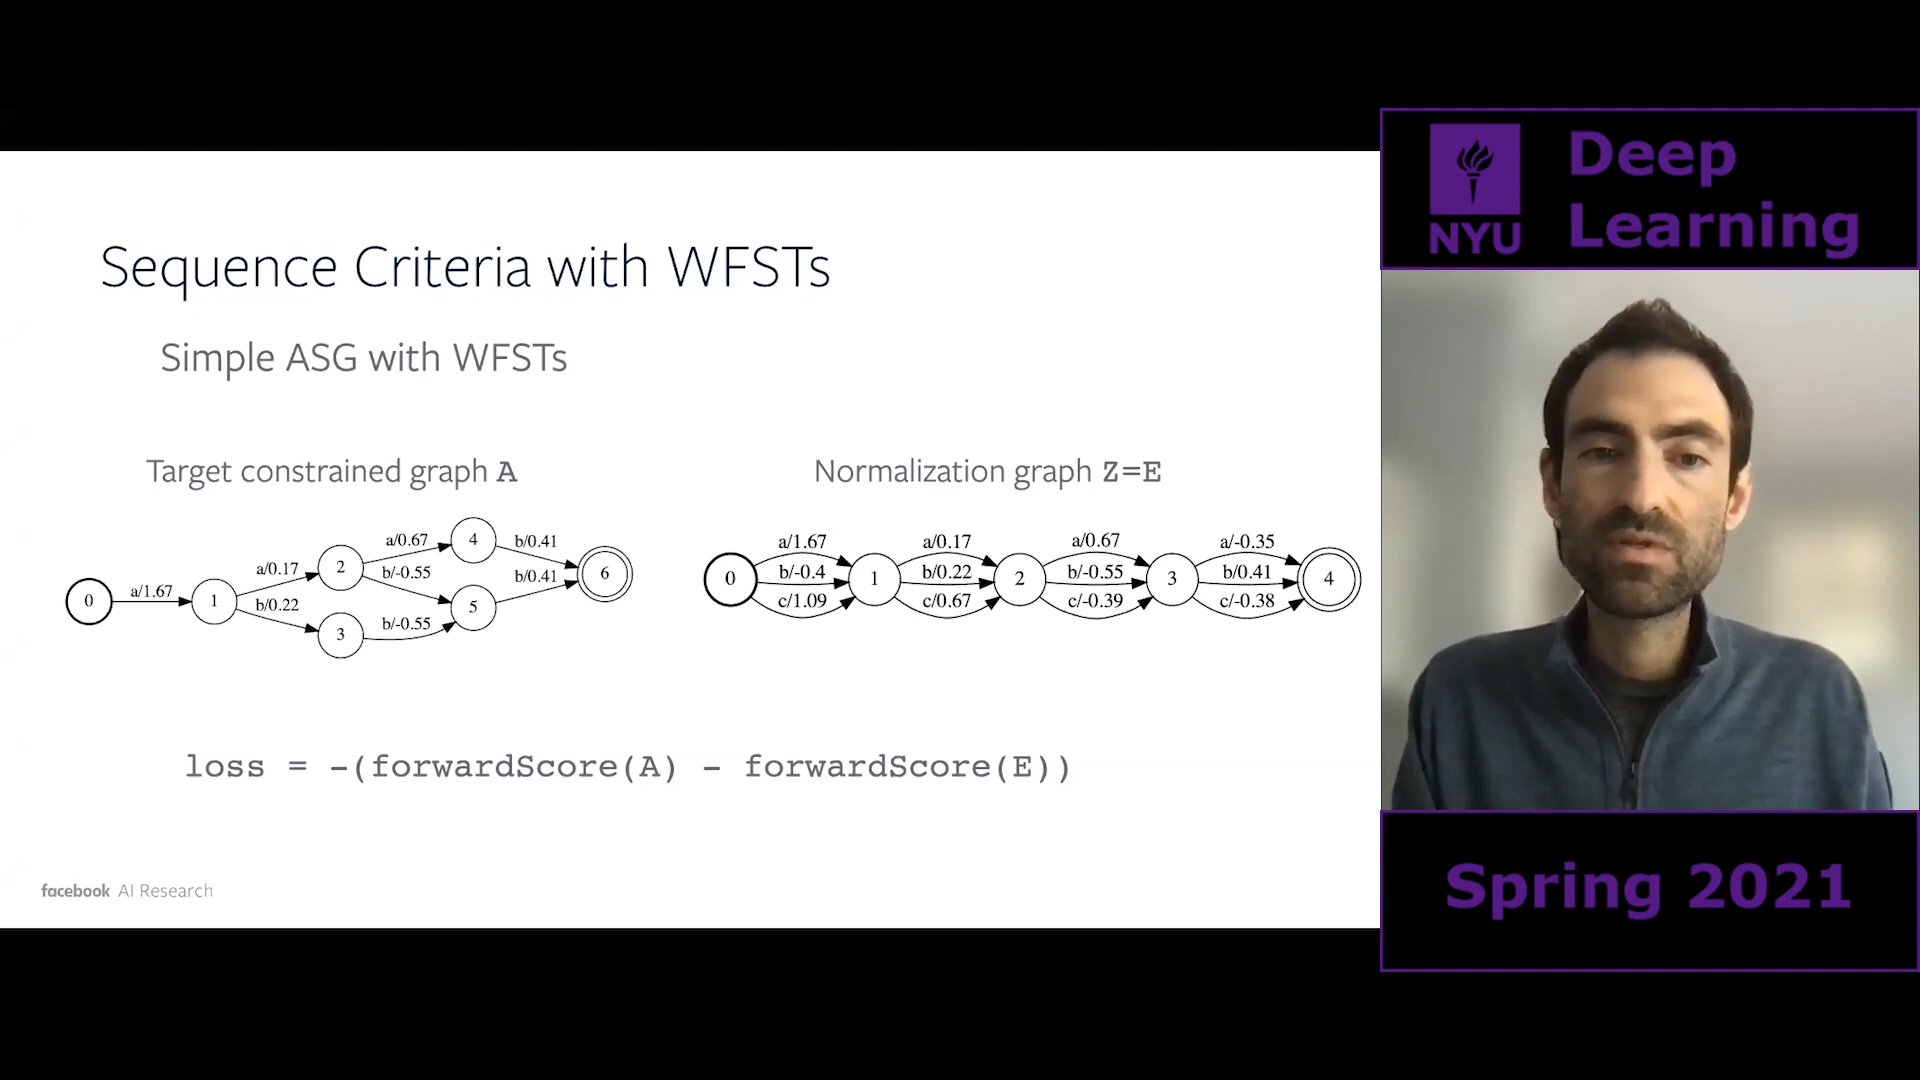 Sequence Criteria with WFSTs
Simple ASG with WFSTs
Target constrained graph A
0
a/1.67
1
a/0.17
b/0.22
2
3
a/0.67
b/-0.55
b/-0.55
4
5
b/0.41
b/0.41
6
Normalization graph Z=E
0
a/1.67
b/-0.4
c/1.09
1
a/0.17
b/0.22
c/0.67
2
a/0.67
b/-0.55
c/-0.39
3
a/-0.35
b/0.41
c/-0.38
4
loss = -(forwardScore(A) - forwardScore(E))
facebook AI Research
NYU
Deep
Learning
Spring 2021